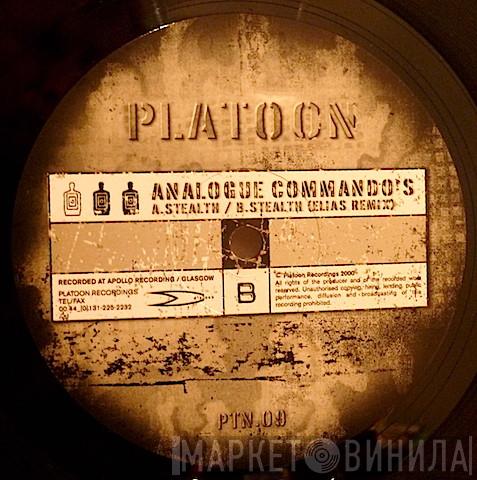 PLATOON
ANALOGUE COMMANDO'S
A.STEALTH / B.STEALTH (ELIAS REMIX)
RECORDED AT APOLLO RECORDING / GLASGOW
PLATOON RECORDINGS
TEL/FAX
00 44 (0)131-225-2232
B
© Platoon Recordings 2000
All rights of the producer and of the recorded work
reserved. Unauthorised copying, hiring, lending, public
performance, diffusion and broadcasting of this
recording prohibited.
PTN.09
МАРКЕТ ВИНИЛА